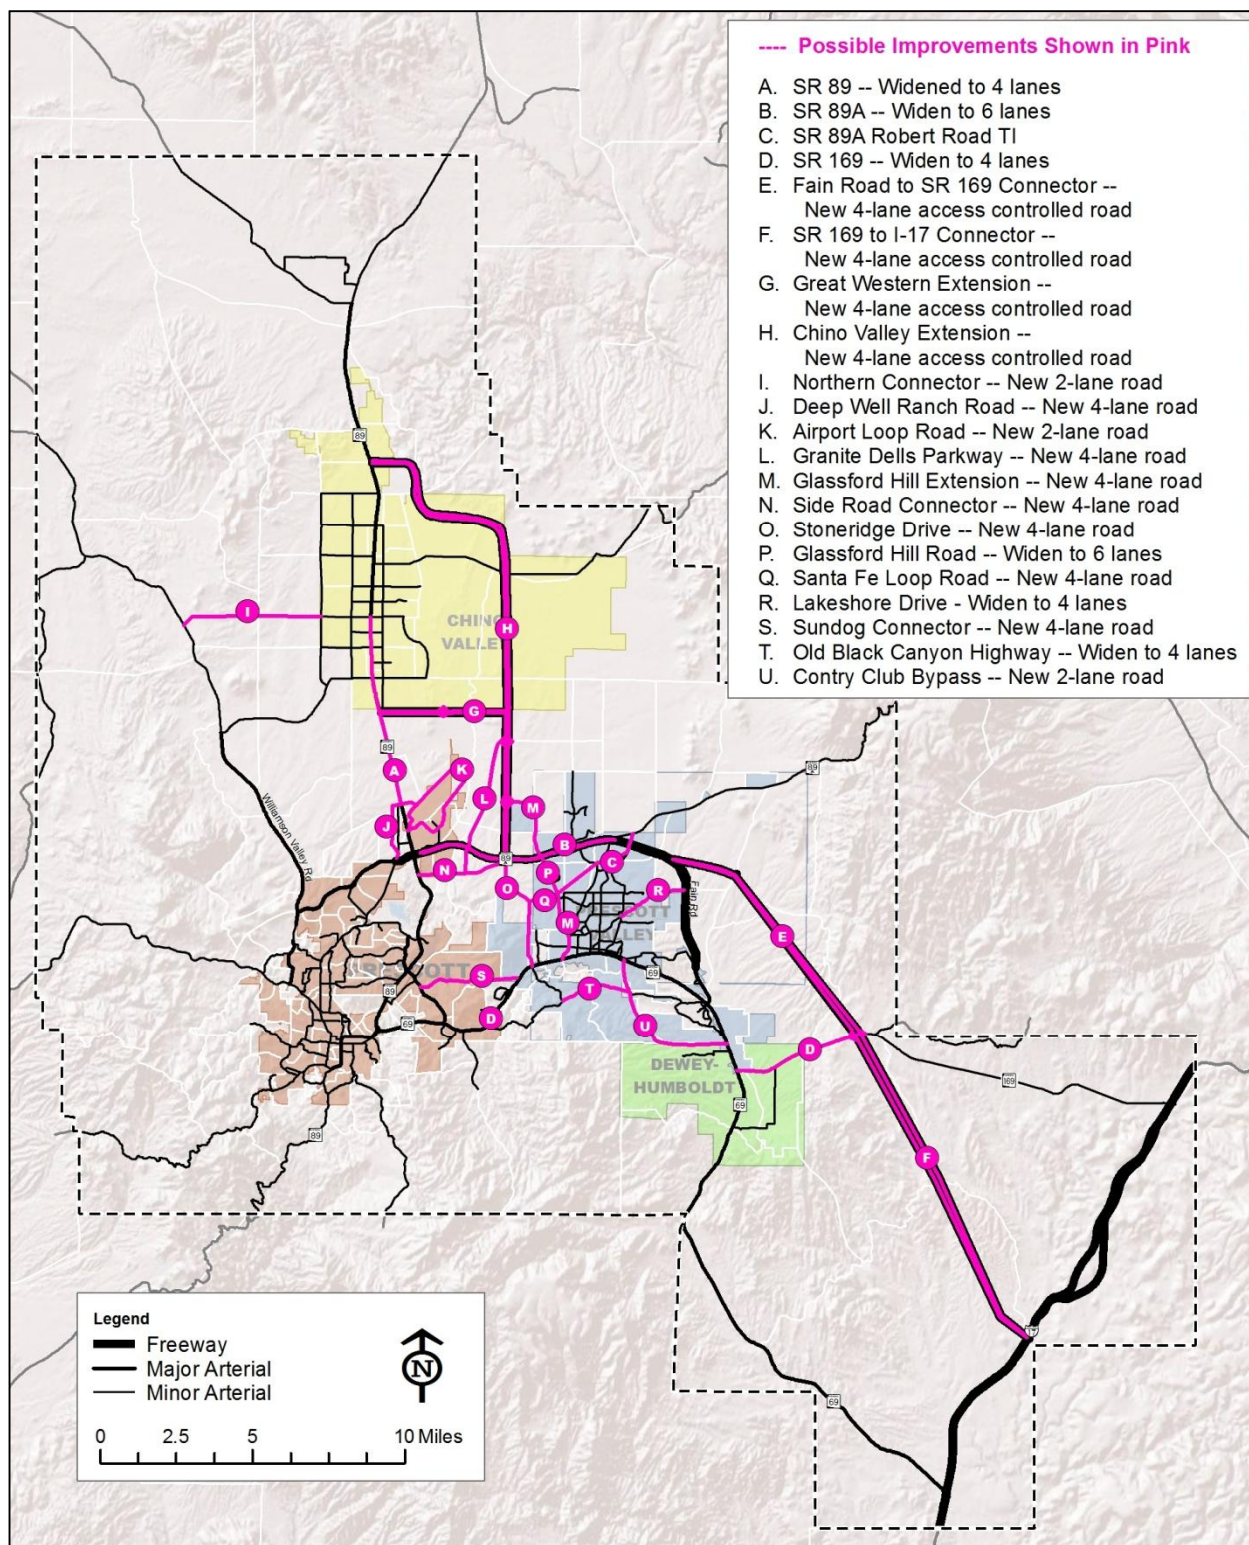 ---- Possible Improvements Shown in Pink
A. SR 89 -- Widened to 4 lanes
B. SR 89A -- Widen to 6 lanes
C. SR 89A Robert Road TI
D. SR 169 -- Widen to 4 lanes
E. Fain Road to SR 169 Connector --
New 4-lane access controlled road
F. SR 169 to I-17 Connector --
New 4-lane access controlled road
G. Great Western Extension --
New 4-lane access controlled road
H. Chino Valley Extension --
New 4-lane access controlled road
I. Northern Connector -- New 2-lane road
J. Deep Well Ranch Road -- New 4-lane road
K. Airport Loop Road -- New 2-lane road
L. Granite Dells Parkway -- New 4-lane road
M. Glassford Hill Extension -- New 4-lane road
N. Side Road Connector -- New 4-lane road
O. Stoneridge Drive -- New 4-lane road
P. Glassford Hill Road -- Widen to 6 lanes
Q. Santa Fe Loop Road -- New 4-lane road
R. Lakeshore Drive - Widen to 4 lanes
S. Sundog Connector -- New 4-lane road
T. Old Black Canyon Highway -- Widen to 4 lanes
U. Contry Club Bypass -- New 2-lane road
89
I
CHINO
VALLEY
H
G
89
A
K
L
M
89
Williamson Valley Rd
J
B
89
N
C
P
O
Q
R
Fain Rd
M
PRESCOTT
VALLEY
E
PRESCOTT
S
69
T
89
D
69
U
D
DEWEY-
HUMBOLDT
169
69
89
F
17
69
Legend
Freeway
Major Arterial
Minor Arterial
N
0 2.5 5 10 Miles